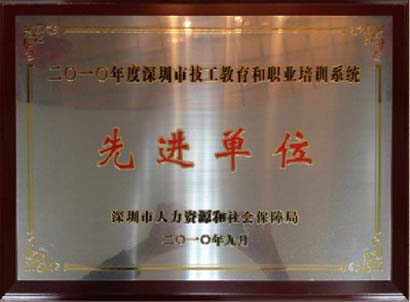 二〇一〇年度深圳市技工教育和职业培训系统
先进单位
深圳市人力资源和社会保障局
二〇一〇年九月